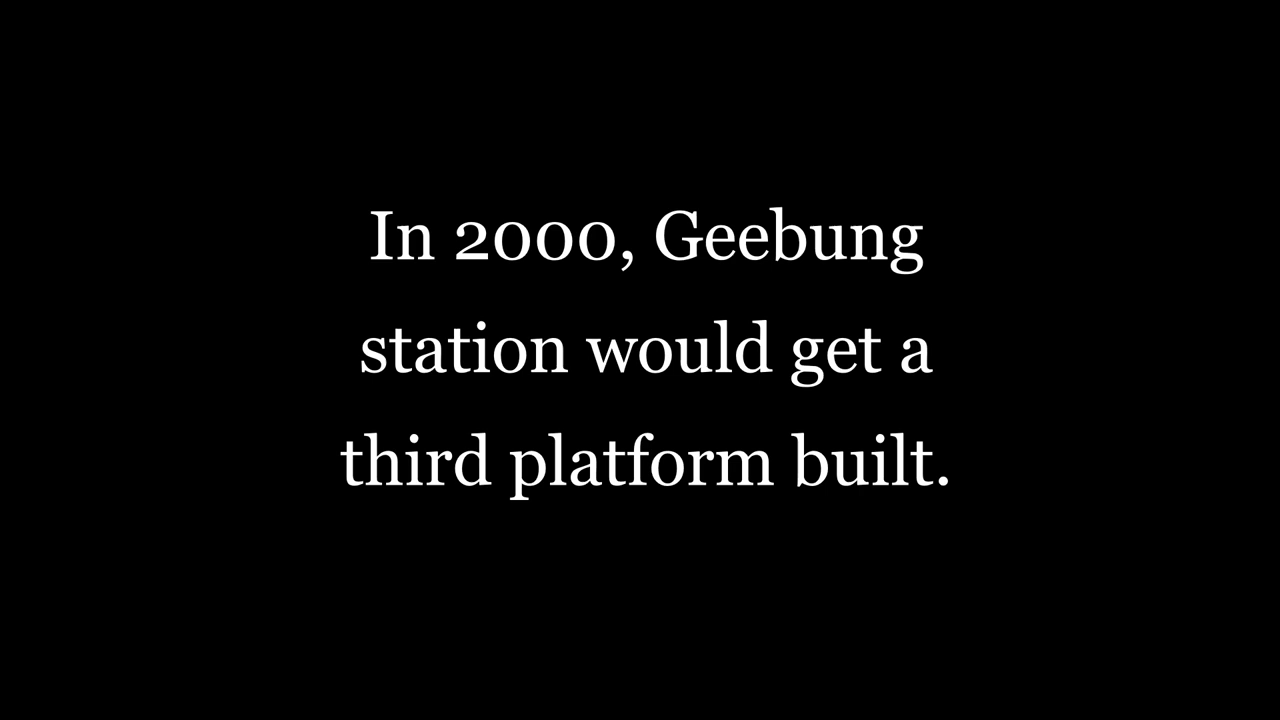 In 2000, Geebung
station would get a
third platform built.